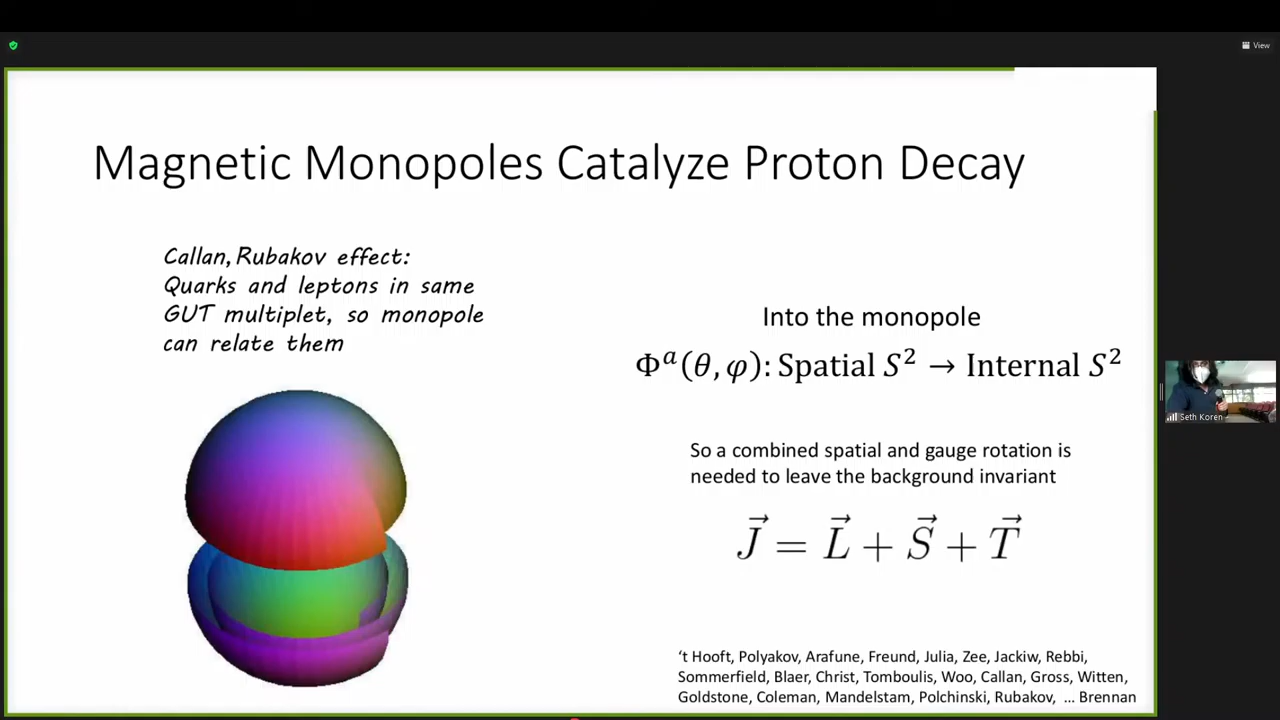 View
Magnetic Monopoles Catalyze Proton Decay
Callan, Rubakov effect:
Quarks and leptons in same
GUT multiplet, so monopole
can relate them
Into the monopole
Φᵃ(θ, φ): Spatial S² → Internal S²
So a combined spatial and gauge rotation is
needed to leave the background invariant
J⃗ = L⃗ + S⃗ + T⃗
‘t Hooft, Polyakov, Arafune, Freund, Julia, Zee, Jackiw, Rebbi,
Sommerfield, Blaer, Christ, Tomboulis, Woo, Callan, Gross, Witten,
Goldstone, Coleman, Mandelstam, Polchinski, Rubakov, … Brennan
Seth Koren